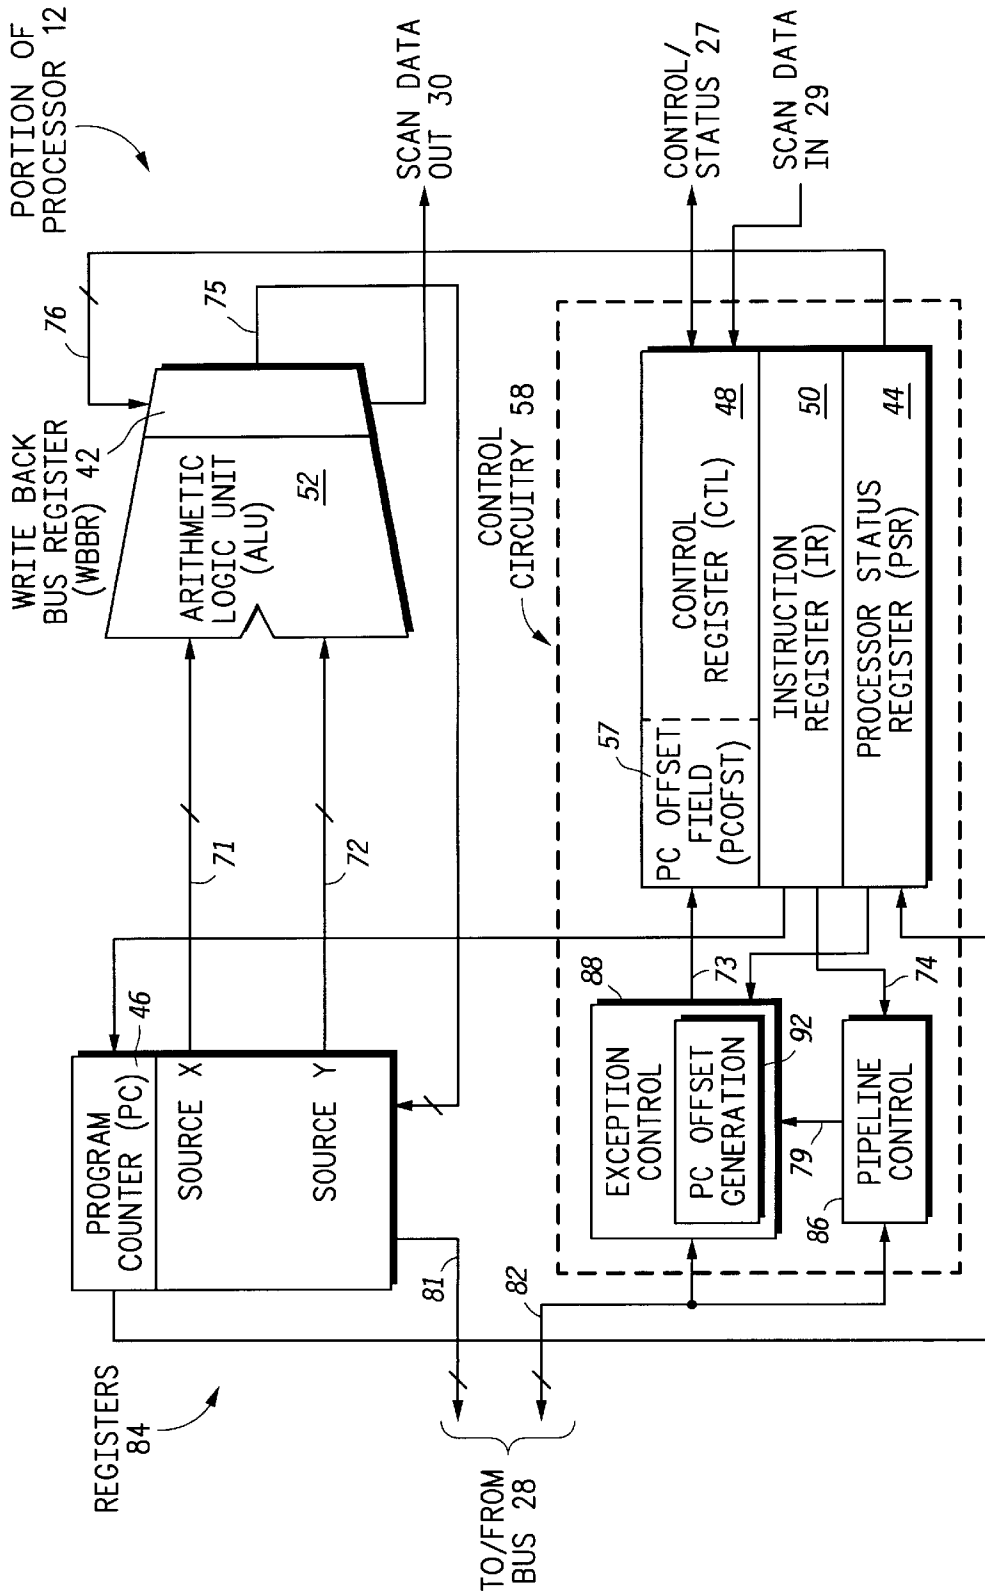 PORTION OF
PROCESSOR 12
REGISTERS
84
PROGRAM
COUNTER (PC)
46
SOURCE X
SOURCE Y
71
72
WRITE BACK
BUS REGISTER
(WBBR) 42
ARITHMETIC
LOGIC UNIT
(ALU)
52
76
75
SCAN DATA
OUT 30
81
82
TO/FROM
BUS 28
CONTROL
CIRCUITRY 58
EXCEPTION
CONTROL
88
PC OFFSET
GENERATION
92
73
79
74
86
PIPELINE
CONTROL
57
PC OFFSET
FIELD
(PCOFST)
CONTROL
REGISTER (CTL)
48
INSTRUCTION
REGISTER (IR)
50
PROCESSOR STATUS
REGISTER (PSR)
44
CONTROL/
STATUS 27
SCAN DATA
IN 29